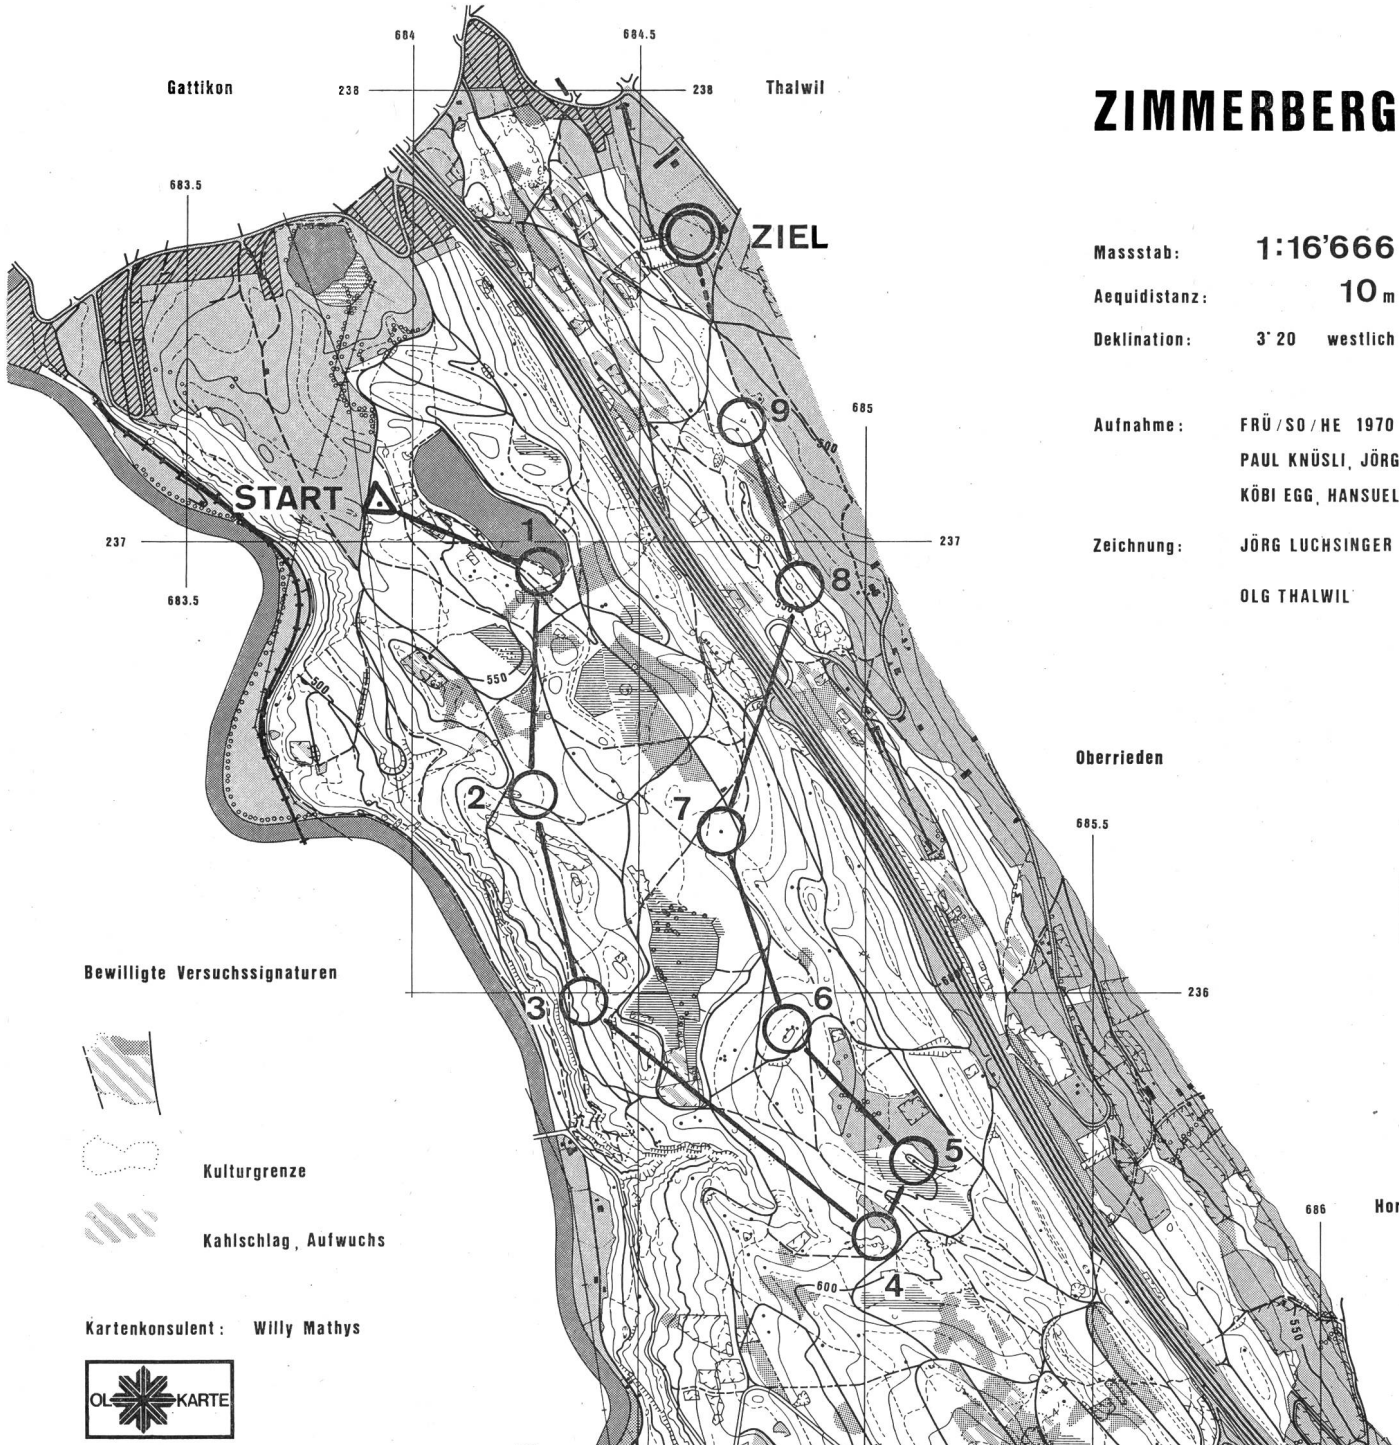 684
684.5
Gattikon
238
238
Thalwil
ZIMMERBERG
683.5
ZIEL
Massstab: 1:16'666
Aequidistanz: 10 m
Deklination: 3° 20 westlich
9
685
Aufnahme: FRÜ/SO/HE 1970
PAUL KNÜSLI, JÖRG
KÖBI EGG, HANSUEL
500
START
1
237
237
Zeichnung: JÖRG LUCHSINGER
OLG THALWIL
8
683.5
550
550
500
Oberrieden
2
7
685.5
Bewilligte Versuchssignaturen
3
6
236
5
Kulturgrenze
686
Hor
Kahlschlag, Aufwuchs
4
600
Kartenkonsulent: Willy Mathys
550
OL KARTE